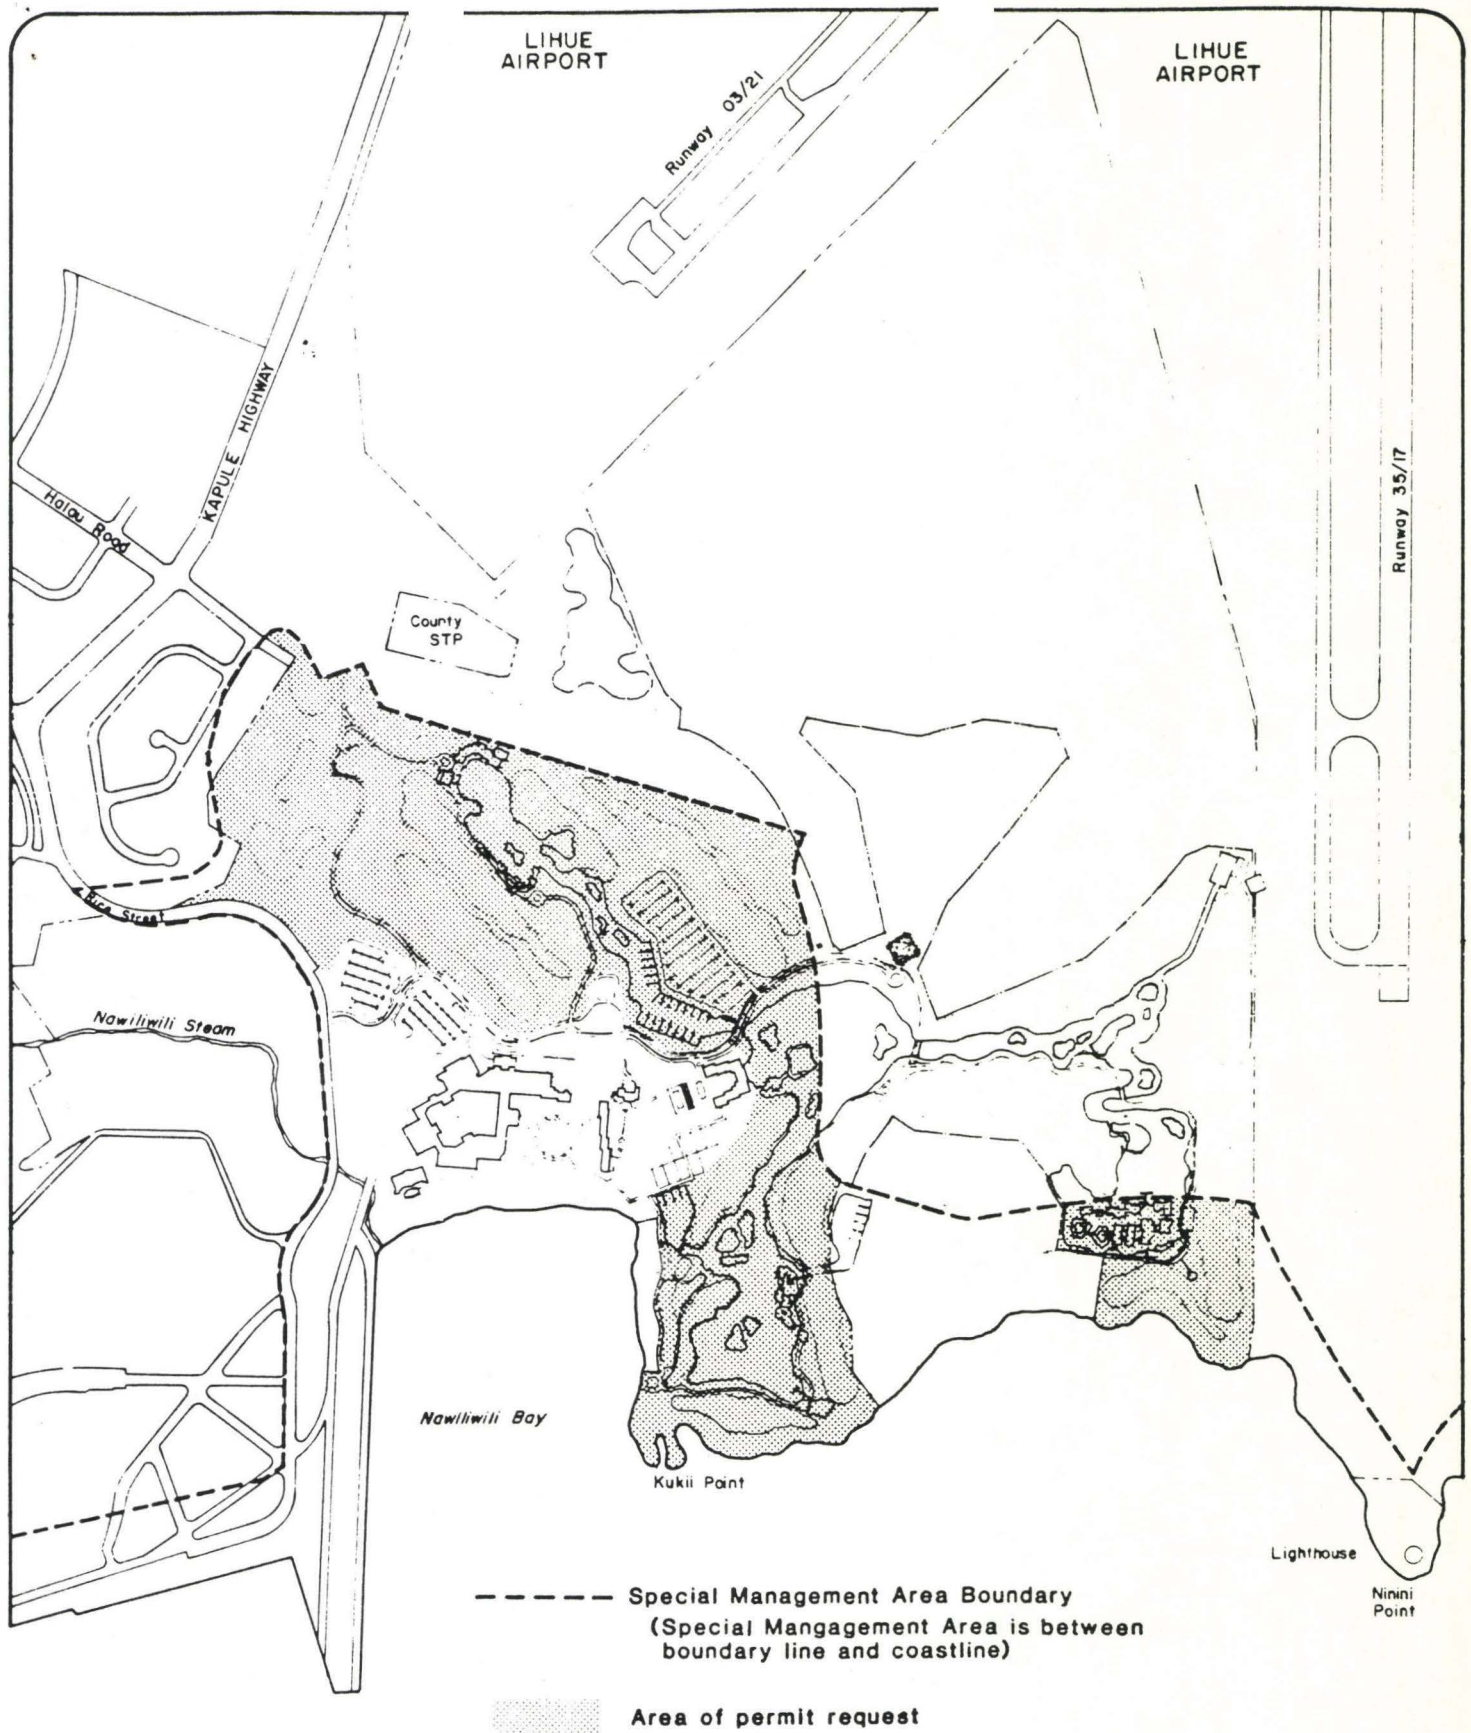 LIHUE
AIRPORT
LIHUE
AIRPORT
Runway 03/21
KAPULE HIGHWAY
Runway 35/17
Halau Road
County
STP
Rice Street
Nawiliwili Steam
Nawiliwili Bay
Kukii Point
Lighthouse
Ninini
Point
Special Management Area Boundary
(Special Mangagement Area is between
boundary line and coastline)
Area of permit request